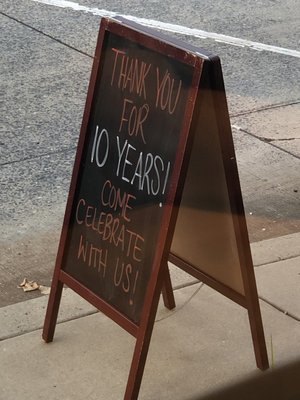 THANK YOU
FOR
10 YEARS!
COME
CELEBRATE
WITH US!